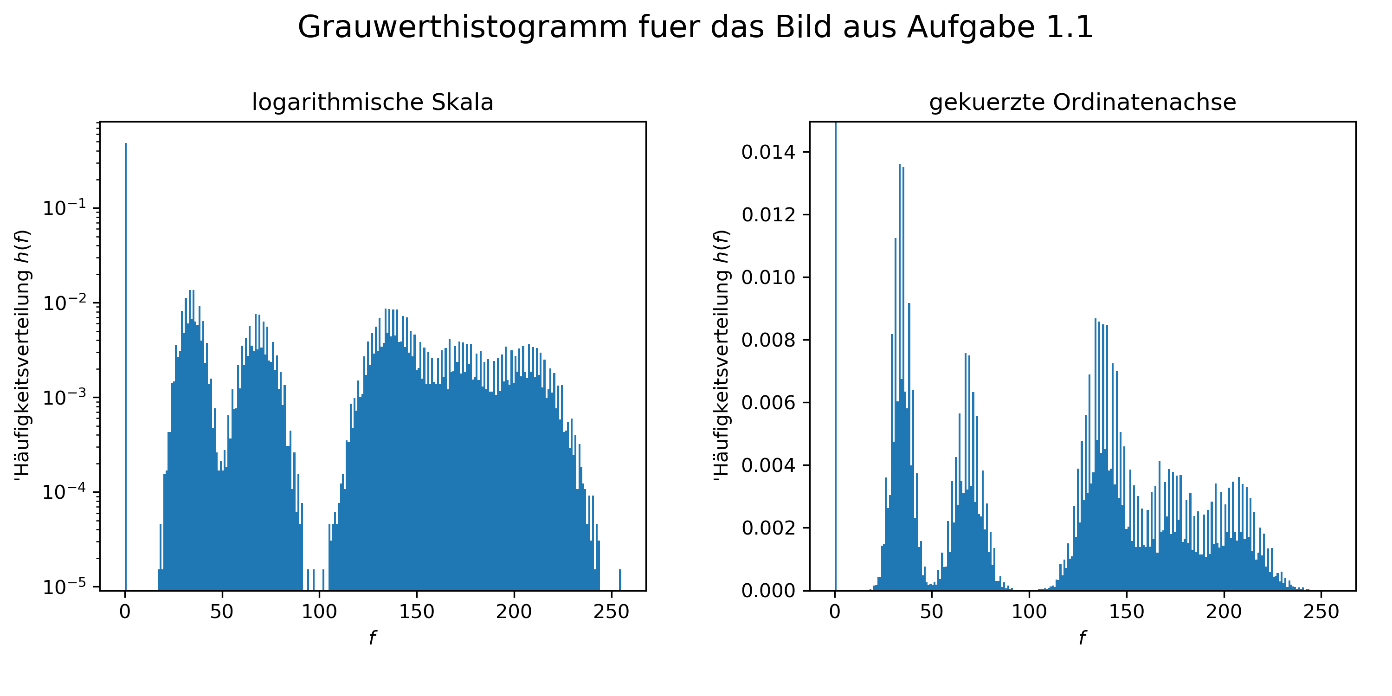 Grauwerthistogramm fuer das Bild aus Aufgabe 1.1
logarithmische Skala
'Häufigkeitsverteilung h(f)
10⁻¹
10⁻²
10⁻³
10⁻⁴
10⁻⁵
0 50 100 150 200 250
f
gekuerzte Ordinatenachse
'Häufigkeitsverteilung h(f)
0.014
0.012
0.010
0.008
0.006
0.004
0.002
0.000
0 50 100 150 200 250
f